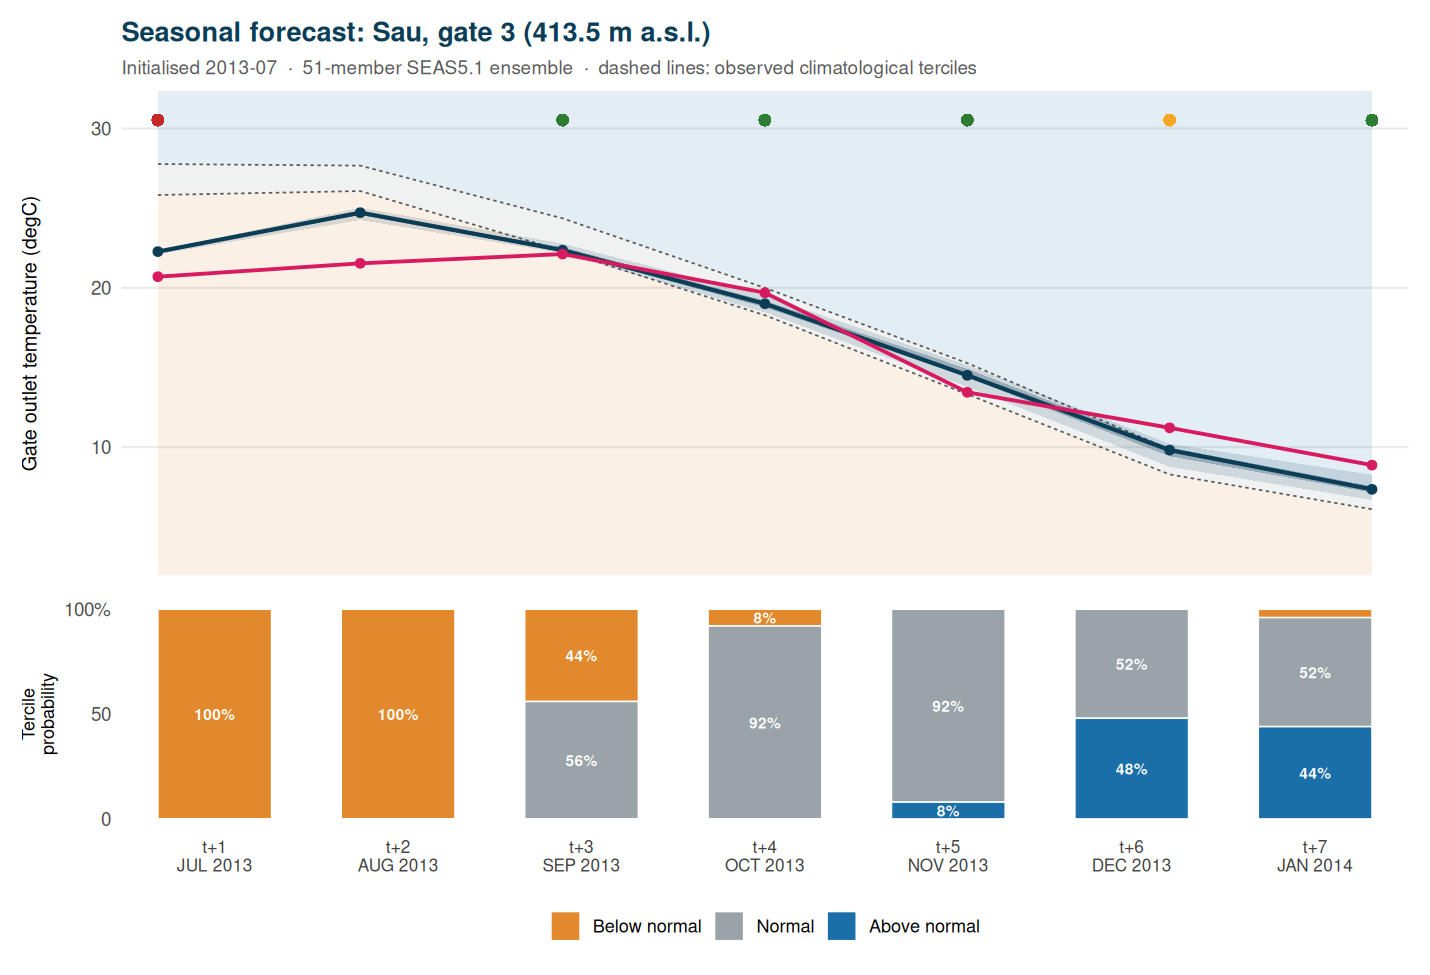 Seasonal forecast: Sau, gate 3 (413.5 m a.s.l.)
Initialised 2013-07 · 51-member SEAS5.1 ensemble · dashed lines: observed climatological terciles
Gate outlet temperature (degC)
30
20
10
Tercile
probability
100%
50
0
100%
100%
44%
56%
8%
92%
92%
8%
52%
48%
52%
44%
t+1
JUL 2013
t+2
AUG 2013
t+3
SEP 2013
t+4
OCT 2013
t+5
NOV 2013
t+6
DEC 2013
t+7
JAN 2014
Below normal
Normal
Above normal